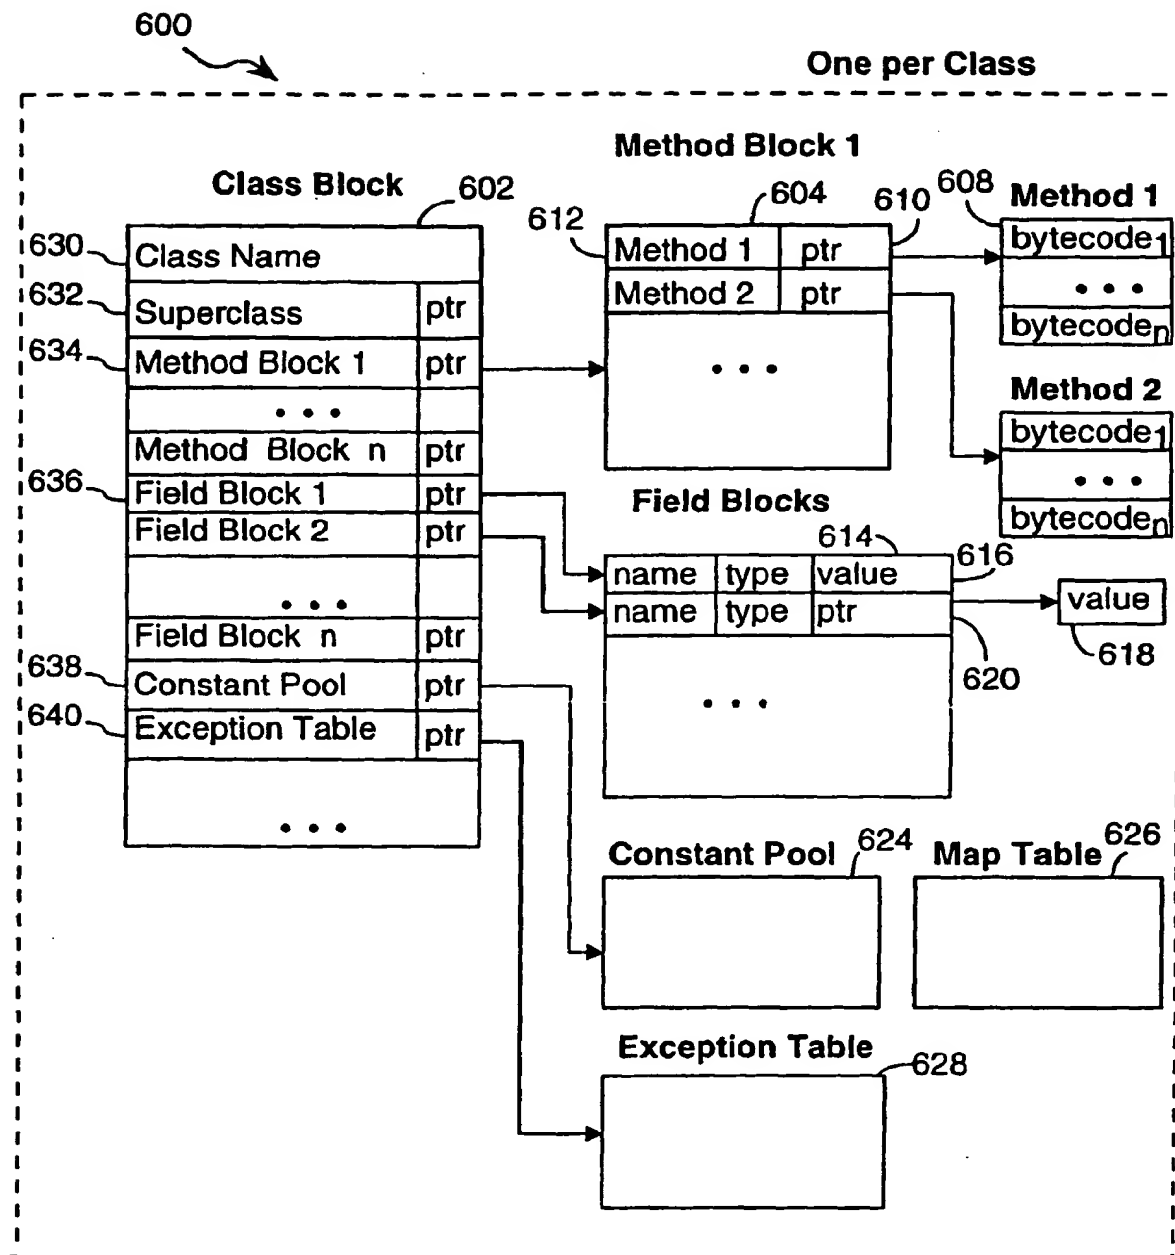 600
One per Class
Method Block 1
Class Block
602
604
610
608
Method 1
612
630
Class Name
Method 1 ptr
bytecode1
632
Superclass ptr
Method 2 ptr
• • •
bytecoden
634
Method Block 1 ptr
• • •
• • •
Method 2
Method Block n ptr
bytecode1
• • •
bytecoden
636
Field Block 1 ptr
Field Blocks
Field Block 2 ptr
614
616
name type value
name type ptr
value
618
620
• • •
Field Block n ptr
638
Constant Pool ptr
• • •
640
Exception Table ptr
• • •
Constant Pool
624
Map Table
626
Exception Table
628